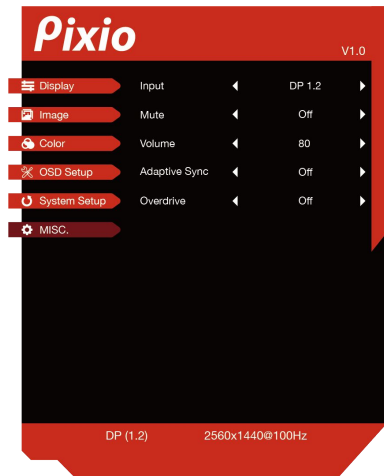 Pixio
V1.0
Display Input DP 1.2
Image Mute Off
Color Volume 80
OSD Setup Adaptive Sync Off
System Setup Overdrive Off
MISC.
DP (1.2) 2560x1440@100Hz